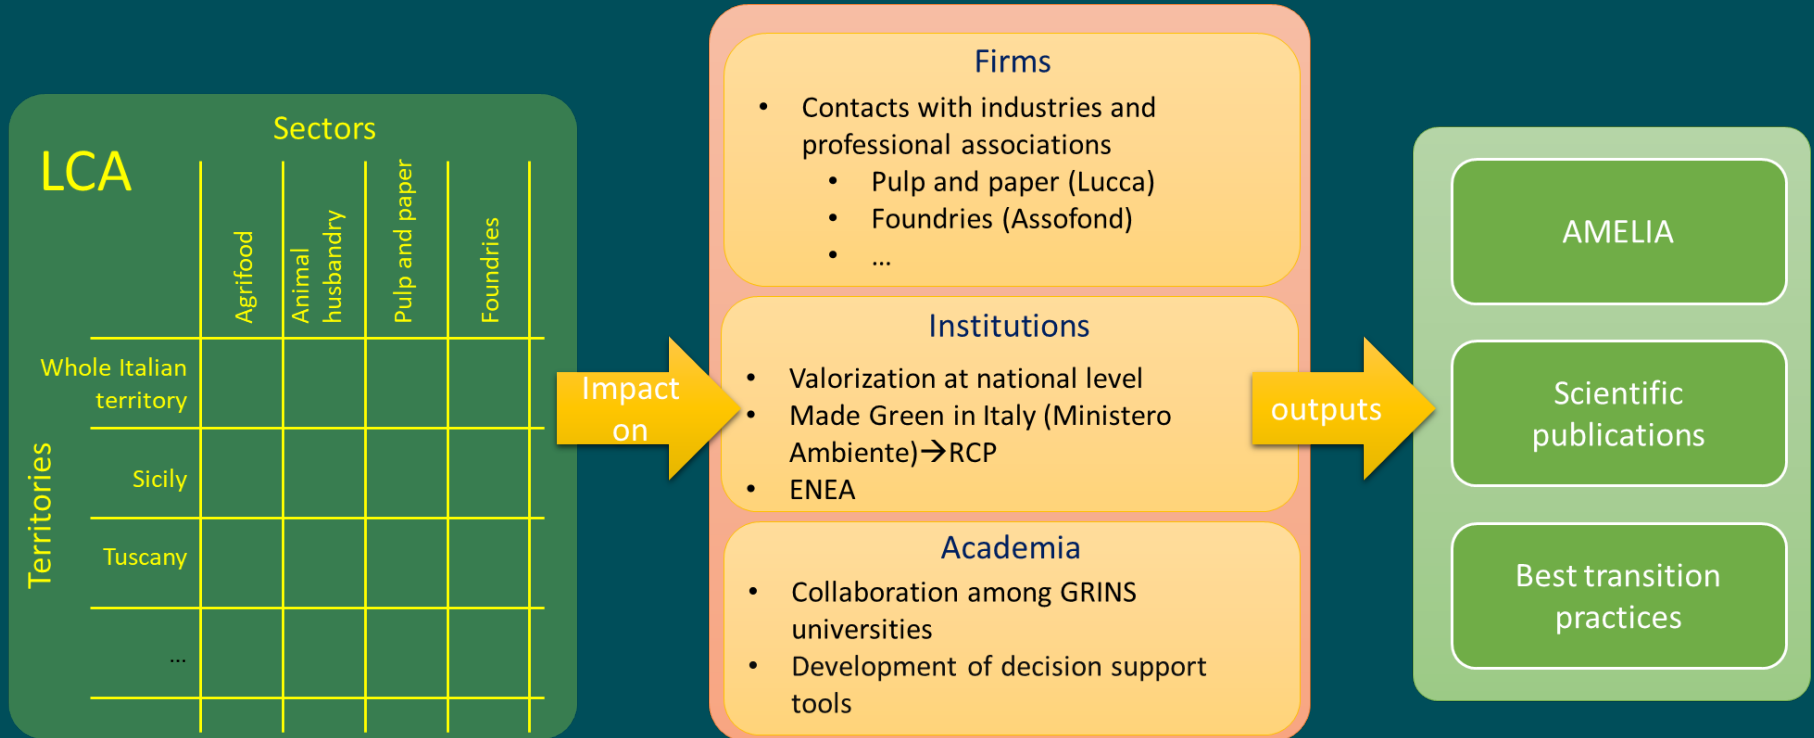 Sectors
LCA
Agrifood
Animal
husbandry
Pulp and paper
Foundries
Territories
Whole Italian
territory
Sicily
Tuscany
...
Impact
on
Firms
• Contacts with industries and
professional associations
• Pulp and paper (Lucca)
• Foundries (Assofond)
• ...
Institutions
• Valorization at national level
• Made Green in Italy (Ministero
Ambiente)→RCP
• ENEA
Academia
• Collaboration among GRINS
universities
• Development of decision support
tools
outputs
AMELIA
Scientific
publications
Best transition
practices